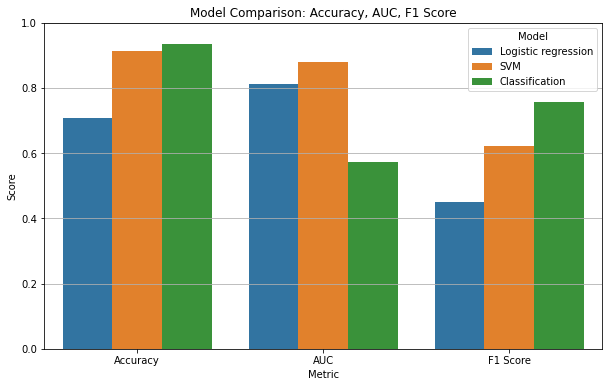 Model Comparison: Accuracy, AUC, F1 Score
Model
Logistic regression
SVM
Classification
Score
1.0
0.8
0.6
0.4
0.2
0.0
Accuracy
AUC
F1 Score
Metric